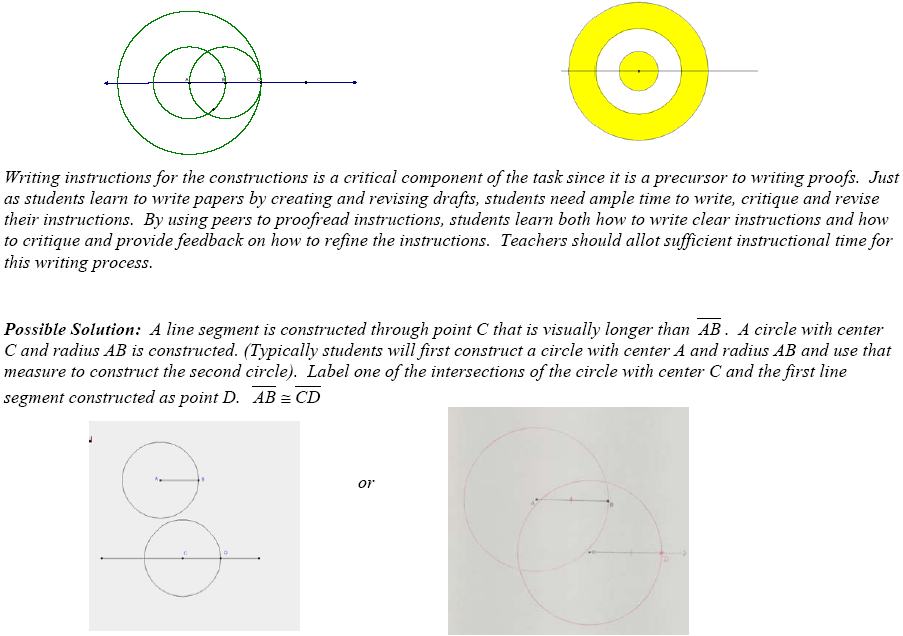 A B C
Writing instructions for the constructions is a critical component of the task since it is a precursor to writing proofs. Just
as students learn to write papers by creating and revising drafts, students need ample time to write, critique and revise
their instructions. By using peers to proofread instructions, students learn both how to write clear instructions and how
to critique and provide feedback on how to refine the instructions. Teachers should allot sufficient instructional time for
this writing process.
Possible Solution: A line segment is constructed through point C that is visually longer than A̅B̅. A circle with center
C and radius AB is constructed. (Typically students will first construct a circle with center A and radius AB and use that
measure to construct the second circle). Label one of the intersections of the circle with center C and the first line
segment constructed as point D. A̅B̅ ≅ C̅D̅
A B
or
A B
C D
C D